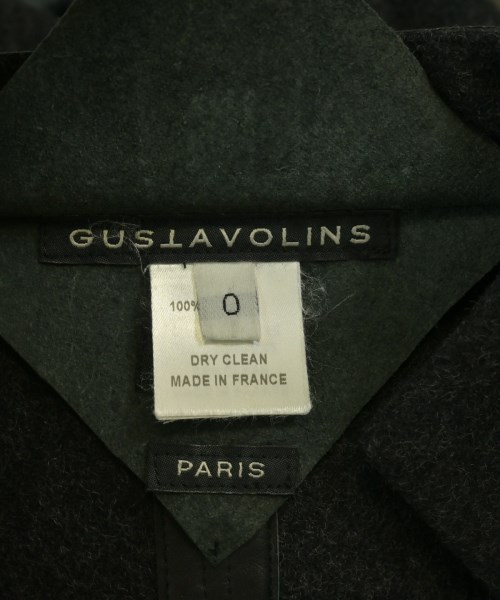 GUSTAVOLINS
100%
0
DRY CLEAN
MADE IN FRANCE
PARIS